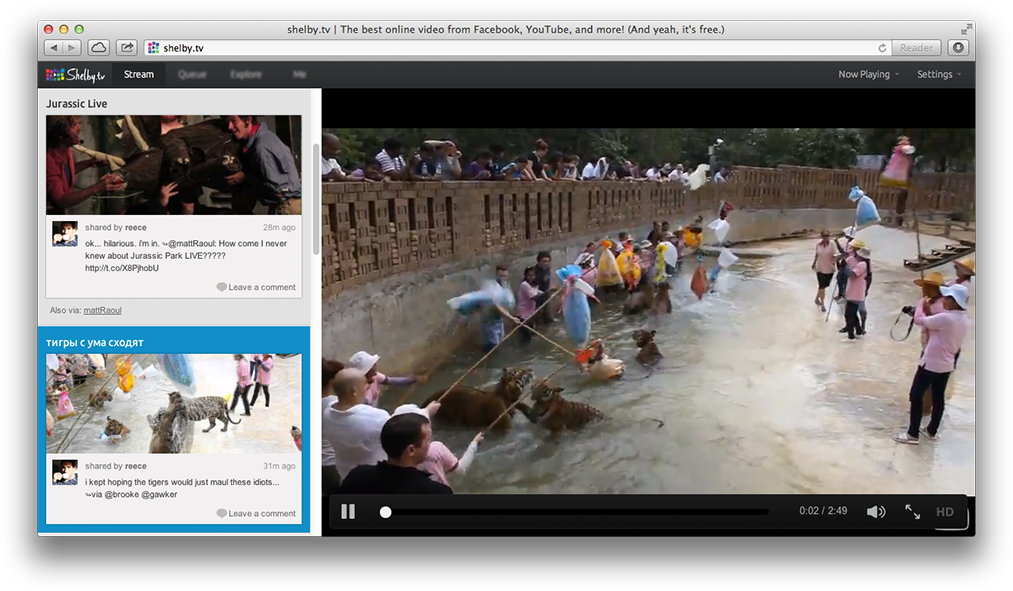 shelby.tv | The best online video from Facebook, YouTube, and more! (And yeah, it's free.)
shelby.tv
Reader
Shelby.tv Stream Queue Explore Me Now Playing Settings
Jurassic Live
shared by reece 28m ago
ok... hilarious. i'm in. ⤷@mattRaoul: How come I never
knew about Jurassic Park LIVE?????
http://t.co/X8PjhobU
Leave a comment
Also via: mattRaoul
тигры с ума сходят
shared by reece 31m ago
i kept hoping the tigers would just maul these idiots...
⤷via @brooke @gawker
Leave a comment
0:02 / 2:49 HD